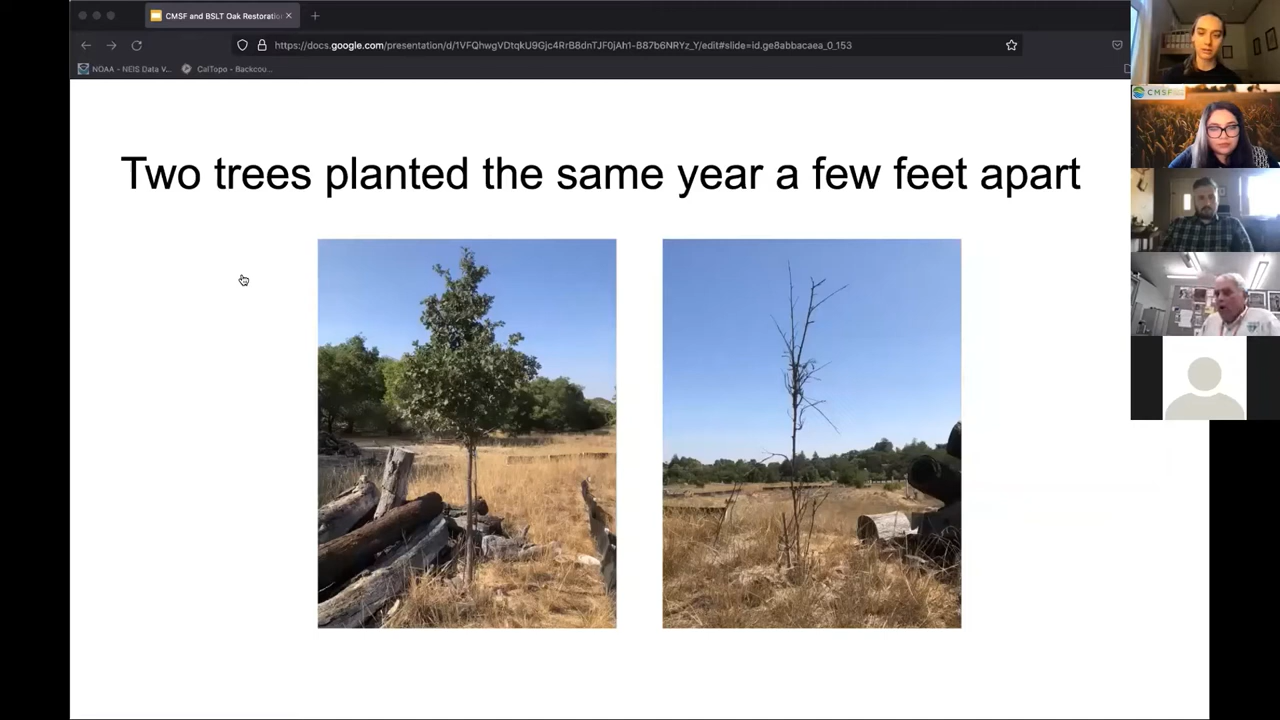 CMSF and BSLT Oak Restoratio
https://docs.google.com/presentation/d/1VFQhwgVDtqkU9Gjc4RrB8dnTJF0jAh1-B87b6NRYz_Y/edit#slide=id.ge8abbacaea_0_153
NOAA - NEIS Data V... CalTopo - Backcou...
CMSF
Two trees planted the same year a few feet apart